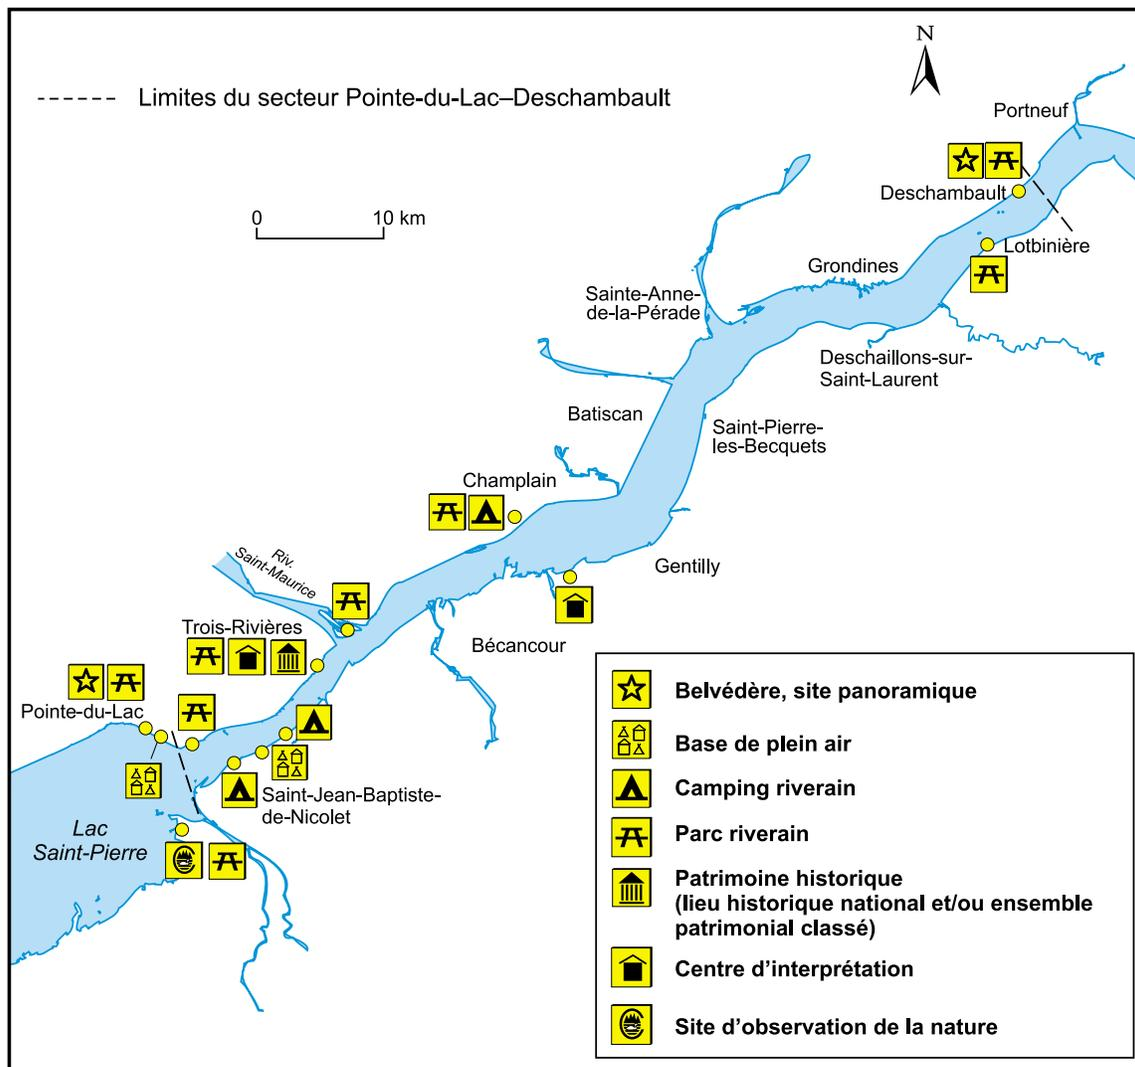 N
Limites du secteur Pointe-du-Lac–Deschambault
Portneuf
Deschambault
0 10 km
Lotbinière
Grondines
Sainte-Anne-
de-la-Pérade
Deschaillons-sur-
Saint-Laurent
Batiscan
Saint-Pierre-
les-Becquets
Champlain
Riv.
Saint-Maurice
Gentilly
Trois-Rivières
Bécancour
Pointe-du-Lac
Saint-Jean-Baptiste-
de-Nicolet
Lac
Saint-Pierre
Belvédère, site panoramique
Base de plein air
Camping riverain
Parc riverain
Patrimoine historique
(lieu historique national et/ou ensemble
patrimonial classé)
Centre d'interprétation
Site d'observation de la nature